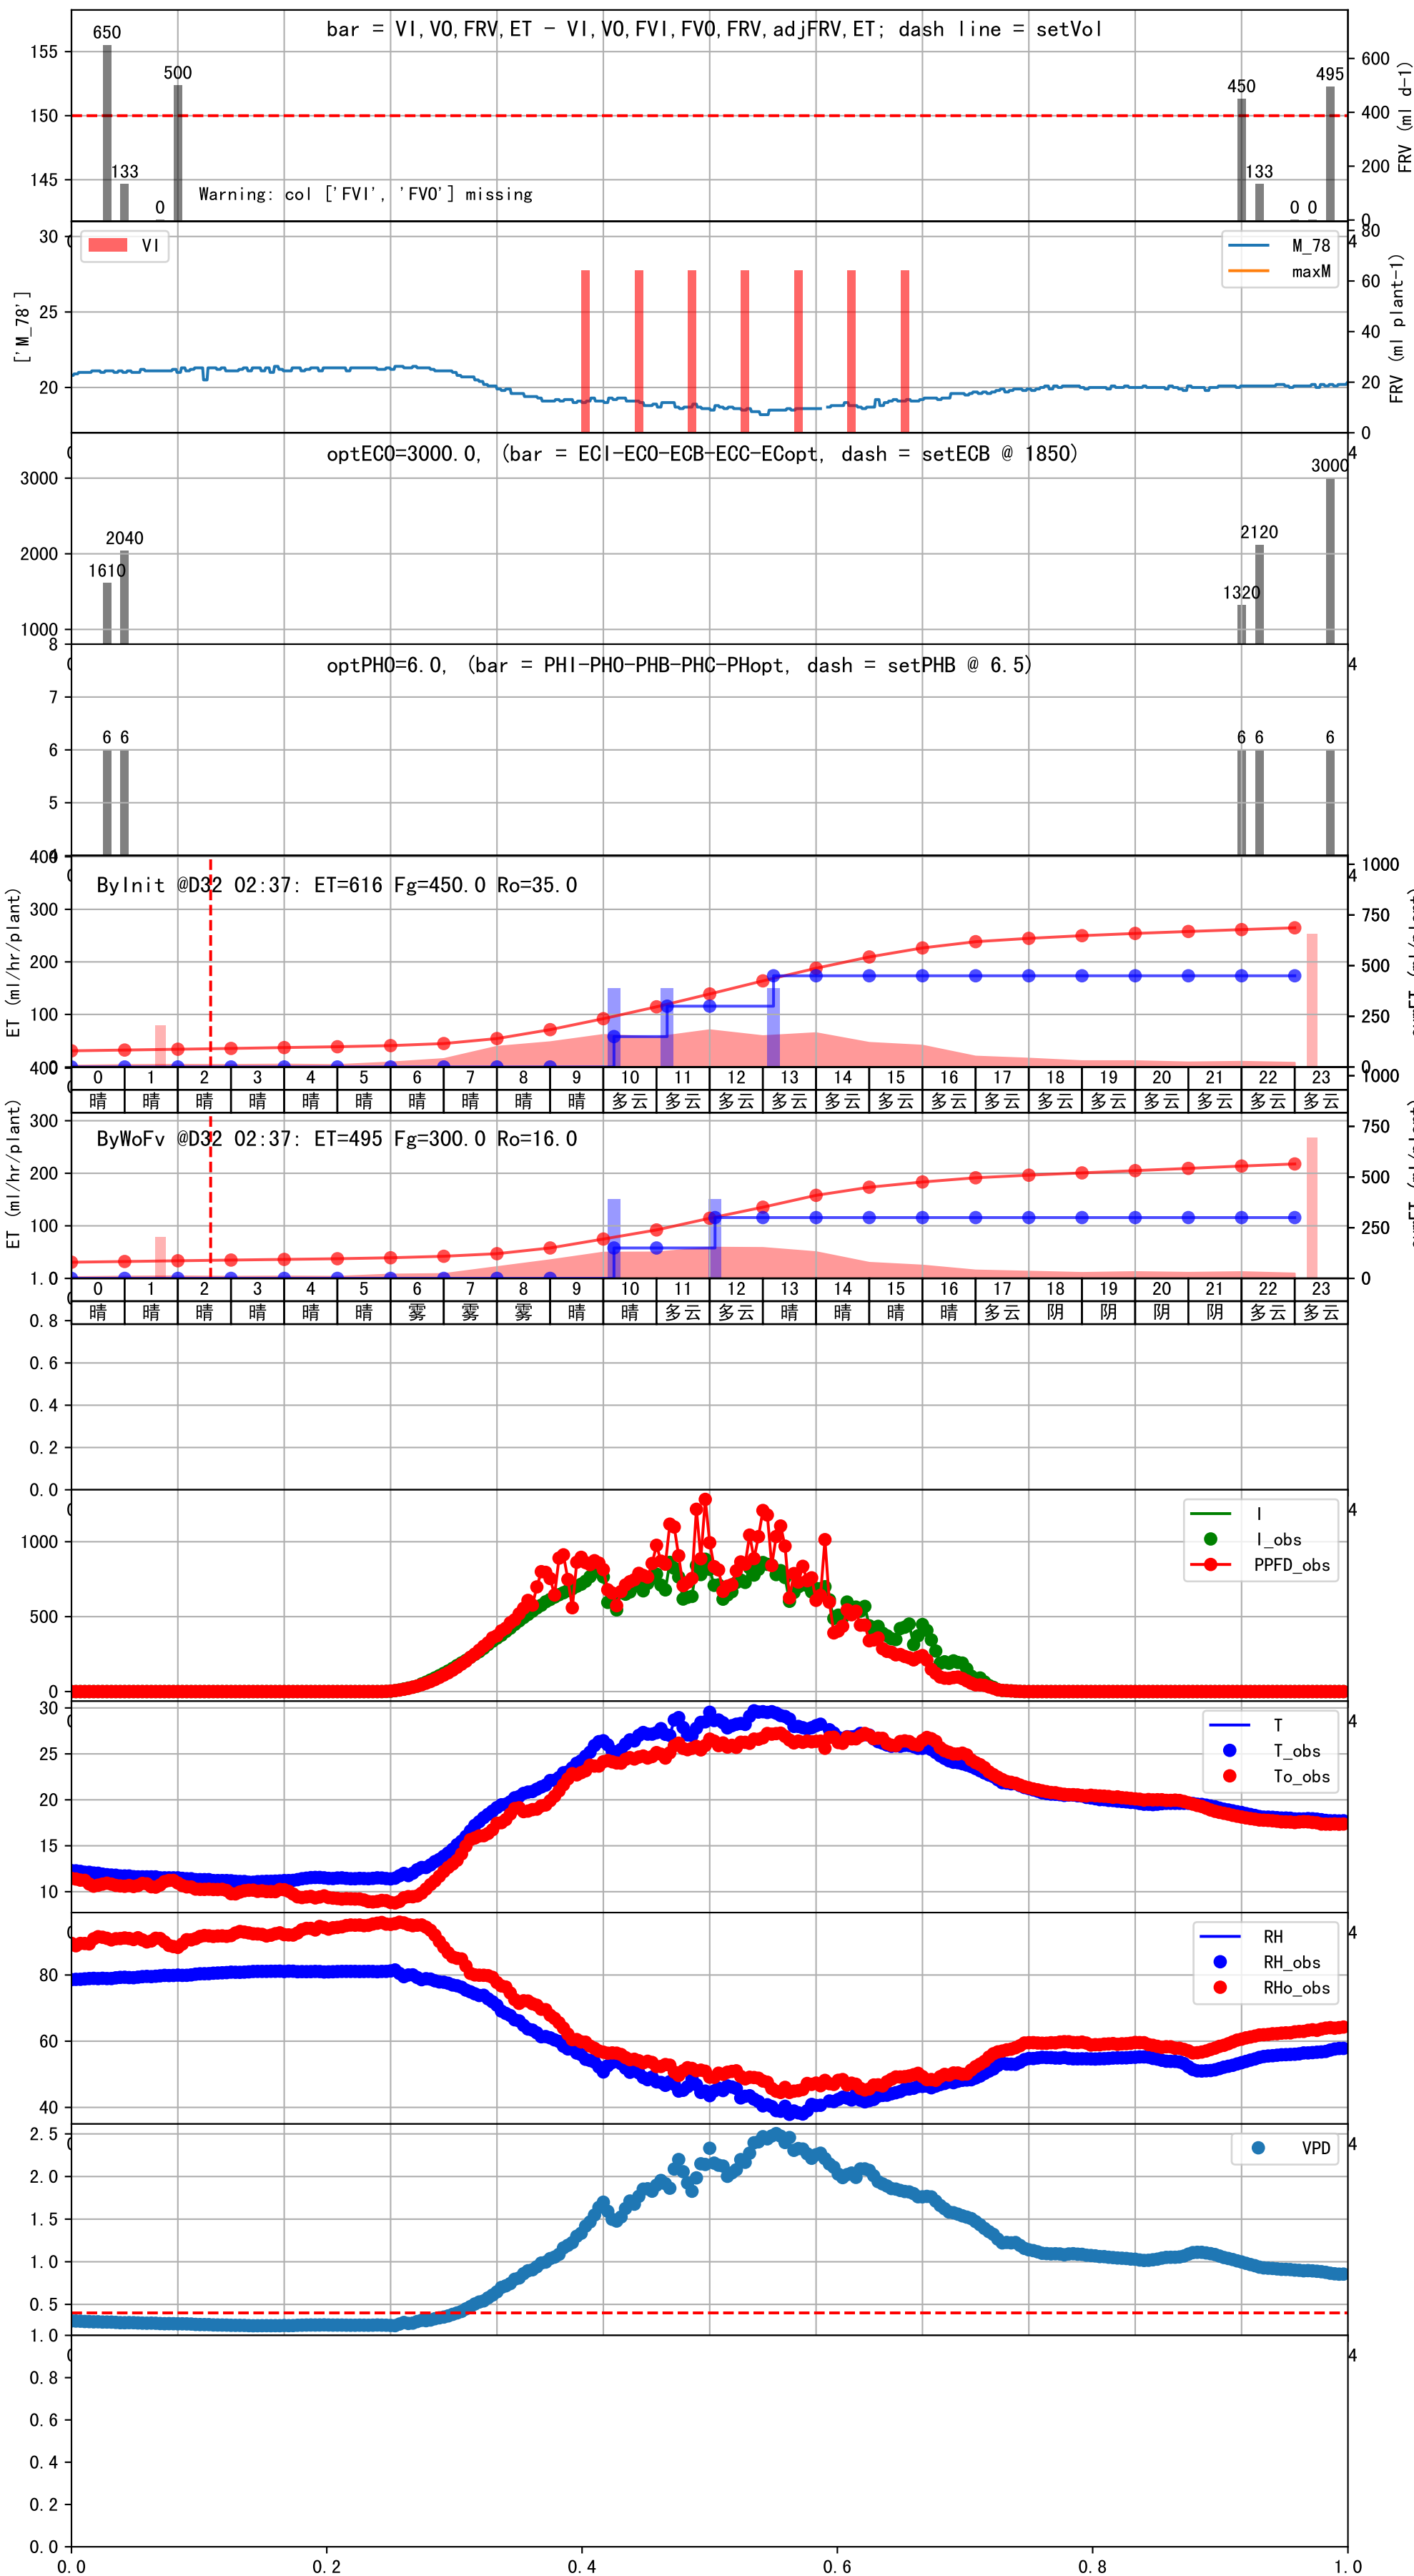 bar = VI,VO,FRV,ET - VI,VO,FVI,FVO,FRV,adjFRV,ET; dash line = setVol
650
133
0
500
450
133
0 0
495
155
150
145
600
400
200
0
FRV (ml d-1)
Warning: col ['FVI', 'FVO'] missing
VI
M_78
maxM
['M_78']
30
25
20
80
60
40
20
0
FRV (ml plant-1)
optECO=3000.0, (bar = ECI-ECO-ECB-ECC-ECopt, dash = setECB @ 1850)
1610
2040
1320
2120
3000
3000
2000
1000
optPHO=6.0, (bar = PHI-PHO-PHB-PHC-PHopt, dash = setPHB @ 6.5)
6 6
6 6
6
8
7
6
5
4
ByInit @D32 02:37: ET=616 Fg=450.0 Ro=35.0
ET (ml/hr/plant)
400
300
200
100
0
1000
750
500
250
0
0 1 2 3 4 5 6 7 8 9 10 11 12 13 14 15 16 17 18 19 20 21 22 23
晴 晴 晴 晴 晴 晴 晴 晴 晴 晴 多云 多云 多云 多云 多云 多云 多云 多云 多云 多云 多云 多云 多云 多云
ByWoFv @D32 02:37: ET=495 Fg=300.0 Ro=16.0
ET (ml/hr/plant)
400
300
200
100
1000
750
500
250
0
0 1 2 3 4 5 6 7 8 9 10 11 12 13 14 15 16 17 18 19 20 21 22 23
晴 晴 晴 晴 晴 晴 雾 雾 雾 晴 晴 多云 多云 晴 晴 晴 晴 多云 阴 阴 阴 阴 多云 多云
1.0
0.8
0.6
0.4
0.2
0.0
I
I_obs
PPFD_obs
1000
500
0
T
T_obs
To_obs
30
25
20
15
10
RH
RH_obs
RHo_obs
80
60
40
VPD
2.5
2.0
1.5
1.0
0.5
1.0
0.8
0.6
0.4
0.2
0.0
0.0 0.2 0.4 0.6 0.8 1.0